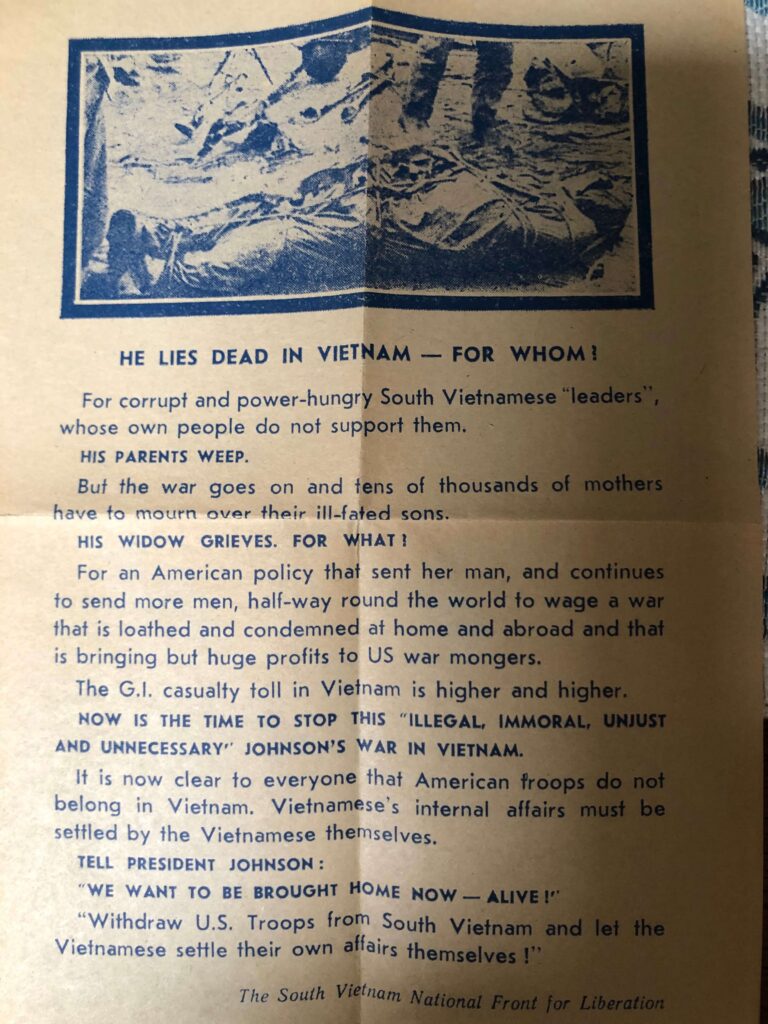 HE LIES DEAD IN VIETNAM — FOR WHOM?
For corrupt and power-hungry South Vietnamese "leaders",
whose own people do not support them.
HIS PARENTS WEEP.
But the war goes on and tens of thousands of mothers
have to mourn over their ill-fated sons.
HIS WIDOW GRIEVES. FOR WHAT?
For an American policy that sent her man, and continues
to send more men, half-way round the world to wage a war
that is loathed and condemned at home and abroad and that
is bringing but huge profits to US war mongers.
The G.I. casualty toll in Vietnam is higher and higher.
NOW IS THE TIME TO STOP THIS "ILLEGAL, IMMORAL, UNJUST
AND UNNECESSARY" JOHNSON'S WAR IN VIETNAM.
It is now clear to everyone that American troops do not
belong in Vietnam. Vietnamese's internal affairs must be
settled by the Vietnamese themselves.
TELL PRESIDENT JOHNSON :
"WE WANT TO BE BROUGHT HOME NOW — ALIVE !"
"Withdraw U.S. Troops from South Vietnam and let the
Vietnamese settle their own affairs themselves !"
The South Vietnam National Front for Liberation